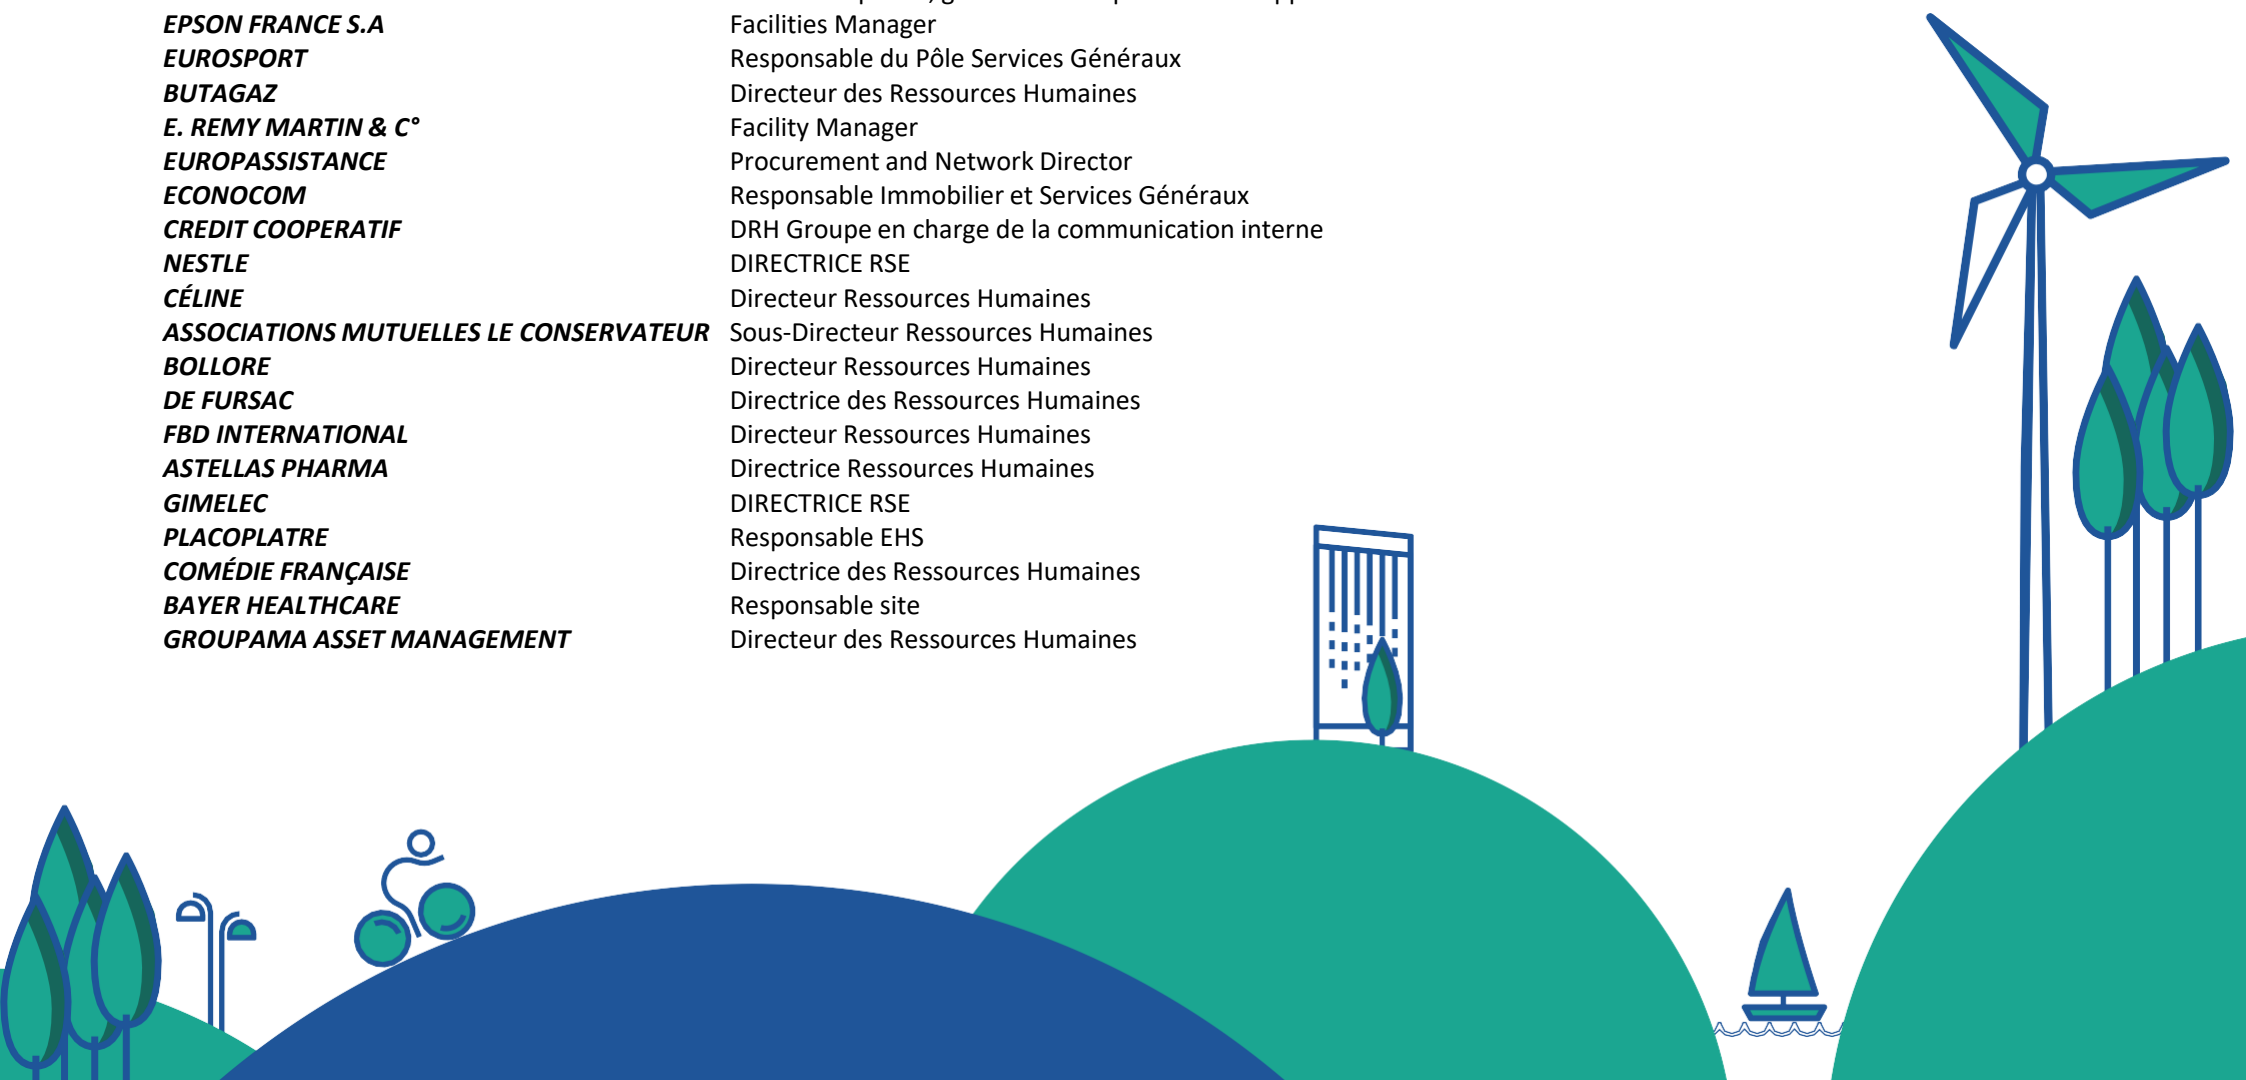 EPSON FRANCE S.A Facilities Manager
EUROSPORT Responsable du Pôle Services Généraux
BUTAGAZ Directeur des Ressources Humaines
E. REMY MARTIN & C° Facility Manager
EUROPASSISTANCE Procurement and Network Director
ECONOCOM Responsable Immobilier et Services Généraux
CREDIT COOPERATIF DRH Groupe en charge de la communication interne
NESTLE DIRECTRICE RSE
CÉLINE Directeur Ressources Humaines
ASSOCIATIONS MUTUELLES LE CONSERVATEUR Sous-Directeur Ressources Humaines
BOLLORE Directeur Ressources Humaines
DE FURSAC Directrice des Ressources Humaines
FBD INTERNATIONAL Directeur Ressources Humaines
ASTELLAS PHARMA Directrice Ressources Humaines
GIMELEC DIRECTRICE RSE
PLACOPLATRE Responsable EHS
COMÉDIE FRANÇAISE Directrice des Ressources Humaines
BAYER HEALTHCARE Responsable site
GROUPAMA ASSET MANAGEMENT Directeur des Ressources Humaines